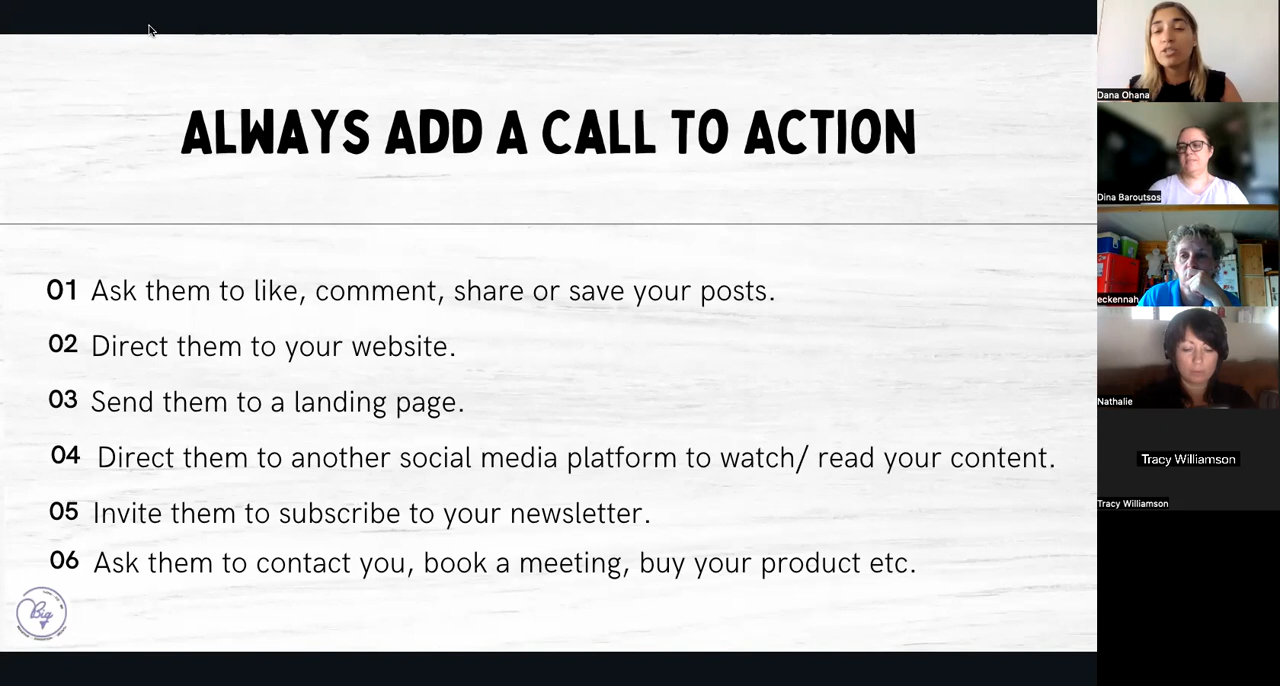 ALWAYS ADD A CALL TO ACTION
01 Ask them to like, comment, share or save your posts.
02 Direct them to your website.
03 Send them to a landing page.
04 Direct them to another social media platform to watch/ read your content.
05 Invite them to subscribe to your newsletter.
06 Ask them to contact you, book a meeting, buy your product etc.
Big
Dana Ohana
Dina Baroutsos
eckennah
Nathalie
Tracy Williamson
Tracy Williamson